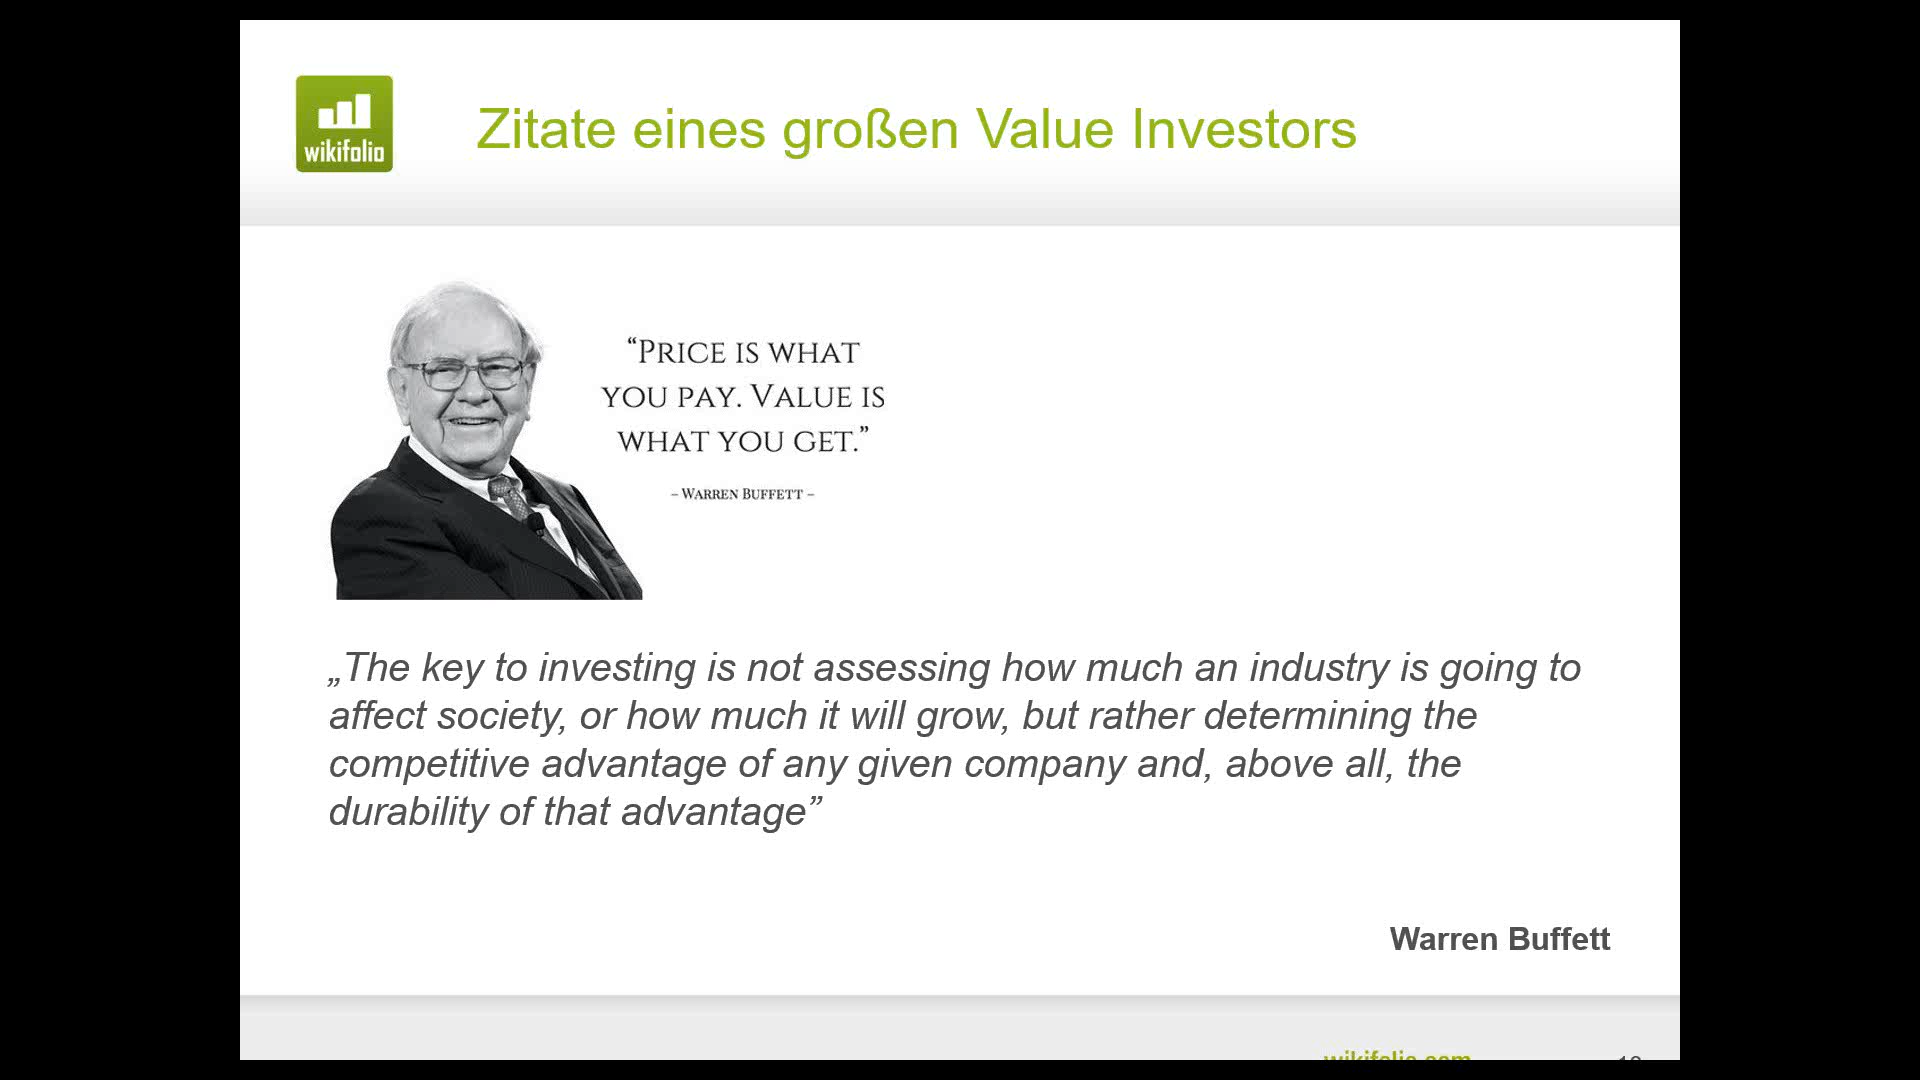 wikifolio
Zitate eines großen Value Investors
“Price is what
you pay. Value is
what you get.”
– Warren Buffett –
„The key to investing is not assessing how much an industry is going to
affect society, or how much it will grow, but rather determining the
competitive advantage of any given company and, above all, the
durability of that advantage”
Warren Buffett
wikifolio.com